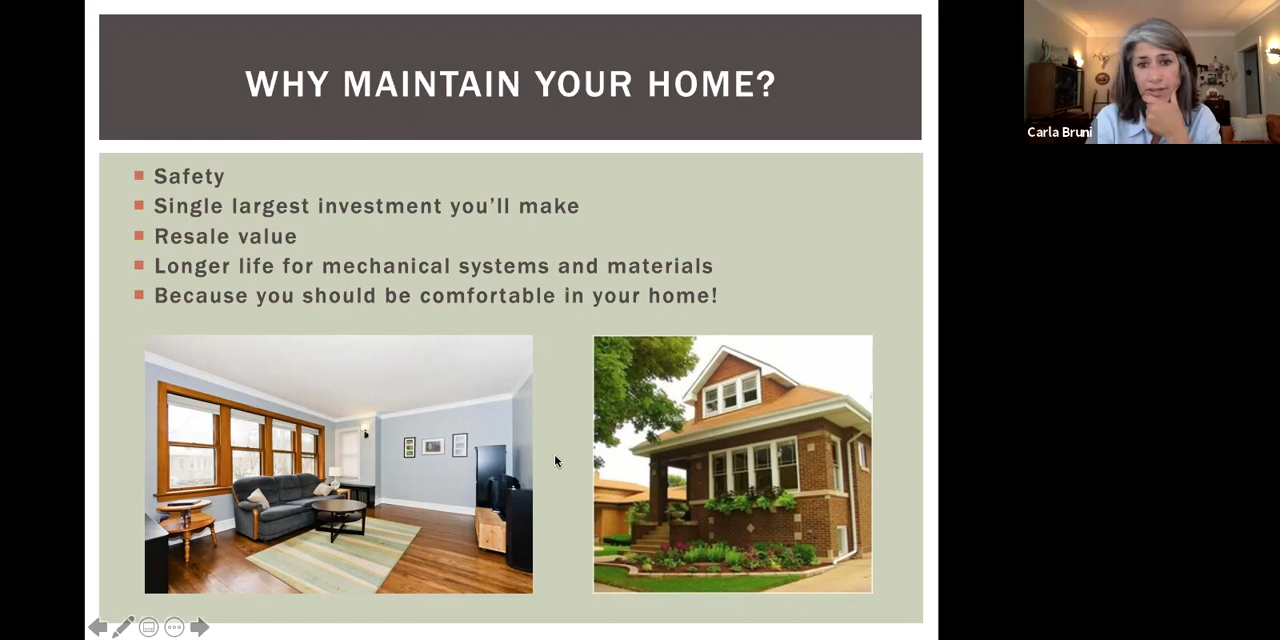 WHY MAINTAIN YOUR HOME?
Safety
Single largest investment you'll make
Resale value
Longer life for mechanical systems and materials
Because you should be comfortable in your home!
Carla Bruni